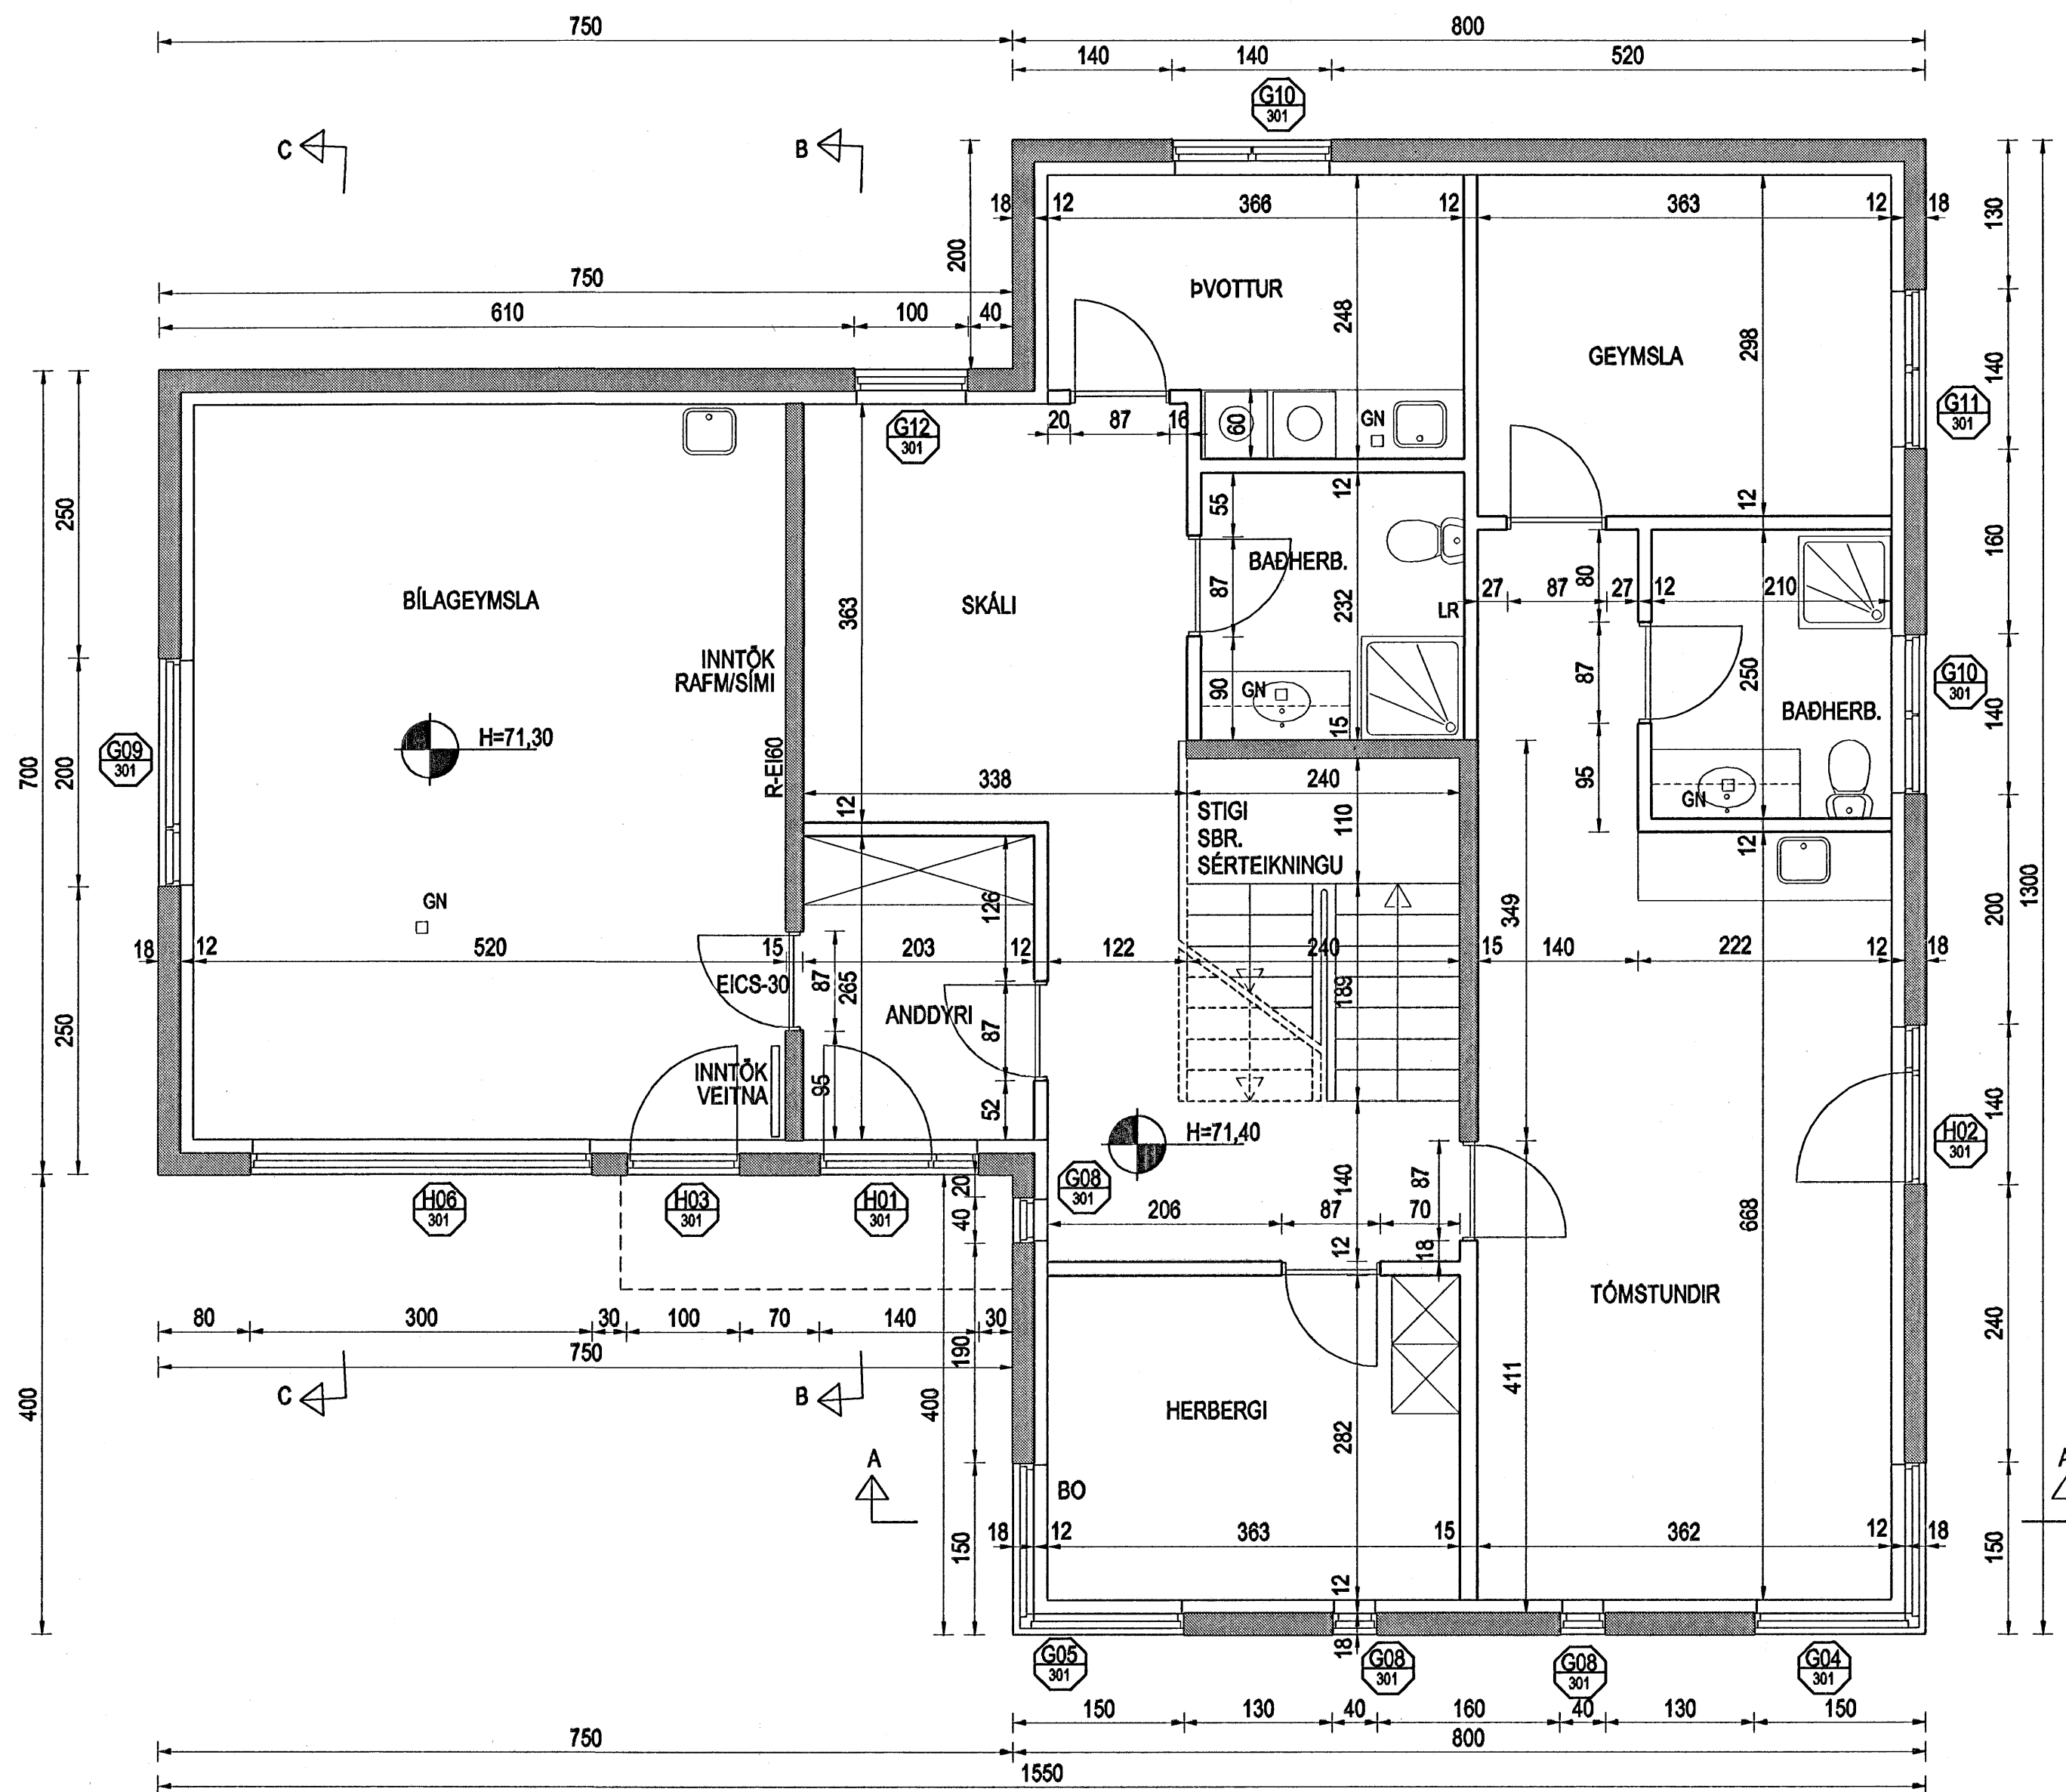 750 800
140 140 520
G10
301
C B
18 12 366 12 363 12 18
130
200
ÞVOTTUR
248
298
GEYMSLA
750
610 100 40
140
G11
301
G12
301
20 87 16 60 GN
250
12
55
12
160
BÍLAGEYMSLA
SKÁLI
363
BAÐHERB.
87
232
LR
27 87 27 12 210
80
INNTÖK
RAFM/SÍMI
87
250
G10
301
90
GN
15
BAÐHERB.
140
H=71,30
G09
301
700
200
R-EI60
338 240
95
GN
12
STIGI
SBR.
SÉRTEIKNINGU
110
12
1300
GN
126
349
200
18 12 520 15 203 12 122 240 15 140 222 12 18
EICS-30
87
265
ANDDYRI
87
189
250
INNTÖK
VEITNA
95
52
140
H=71,40
H02
301
H06
301
H03
301
H01
301
20
G08
301
140
87
40
206 87 70
668
12
18
TÓMSTUNDIR
80 300 30 100 70 140 30
240
750
190
C B
400
400
411
HERBERGI
282
A
A
BO
18 12 363 15 362 12 18
150
150
12
18
G05
301
G08
301
G08
301
G04
301
150 130 40 160 40 130 150
750 800
1550